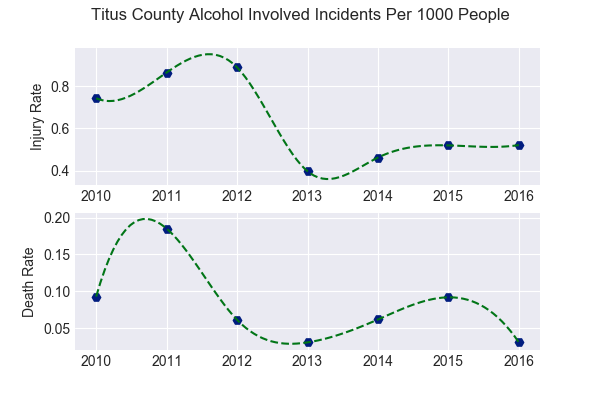 Titus County Alcohol Involved Incidents Per 1000 People
Injury Rate
0.8
0.6
0.4
2010 2011 2012 2013 2014 2015 2016
Death Rate
0.20
0.15
0.10
0.05
2010 2011 2012 2013 2014 2015 2016